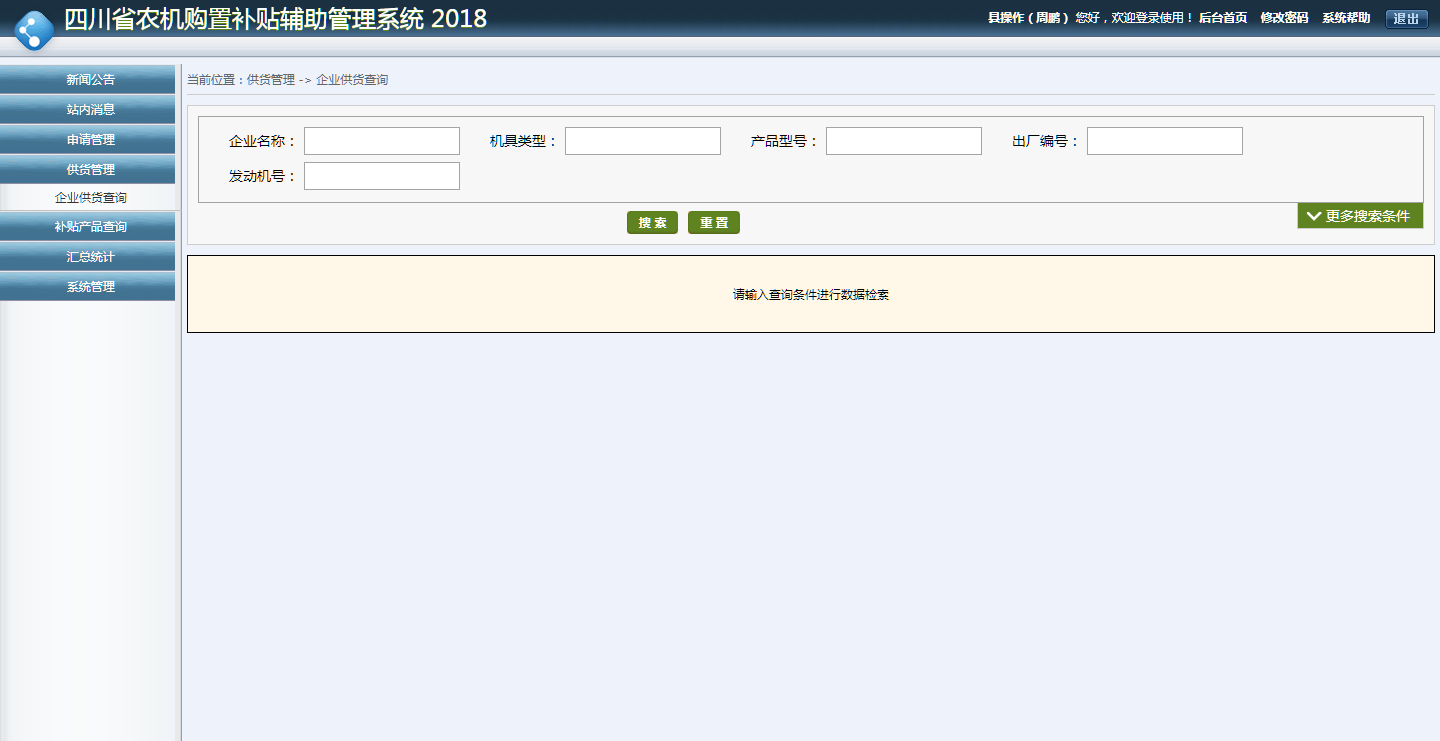 四川省农机购置补贴辅助管理系统 2018
县操作（周鹏）您好，欢迎登录使用！ 后台首页 修改密码 系统帮助 退出
新闻公告
站内消息
申请管理
供货管理
企业供货查询
补贴产品查询
汇总统计
系统管理
当前位置：供货管理 -> 企业供货查询
企业名称： 机具类型： 产品型号： 出厂编号：
发动机号：
搜 索 重 置
更多搜索条件
请输入查询条件进行数据检索